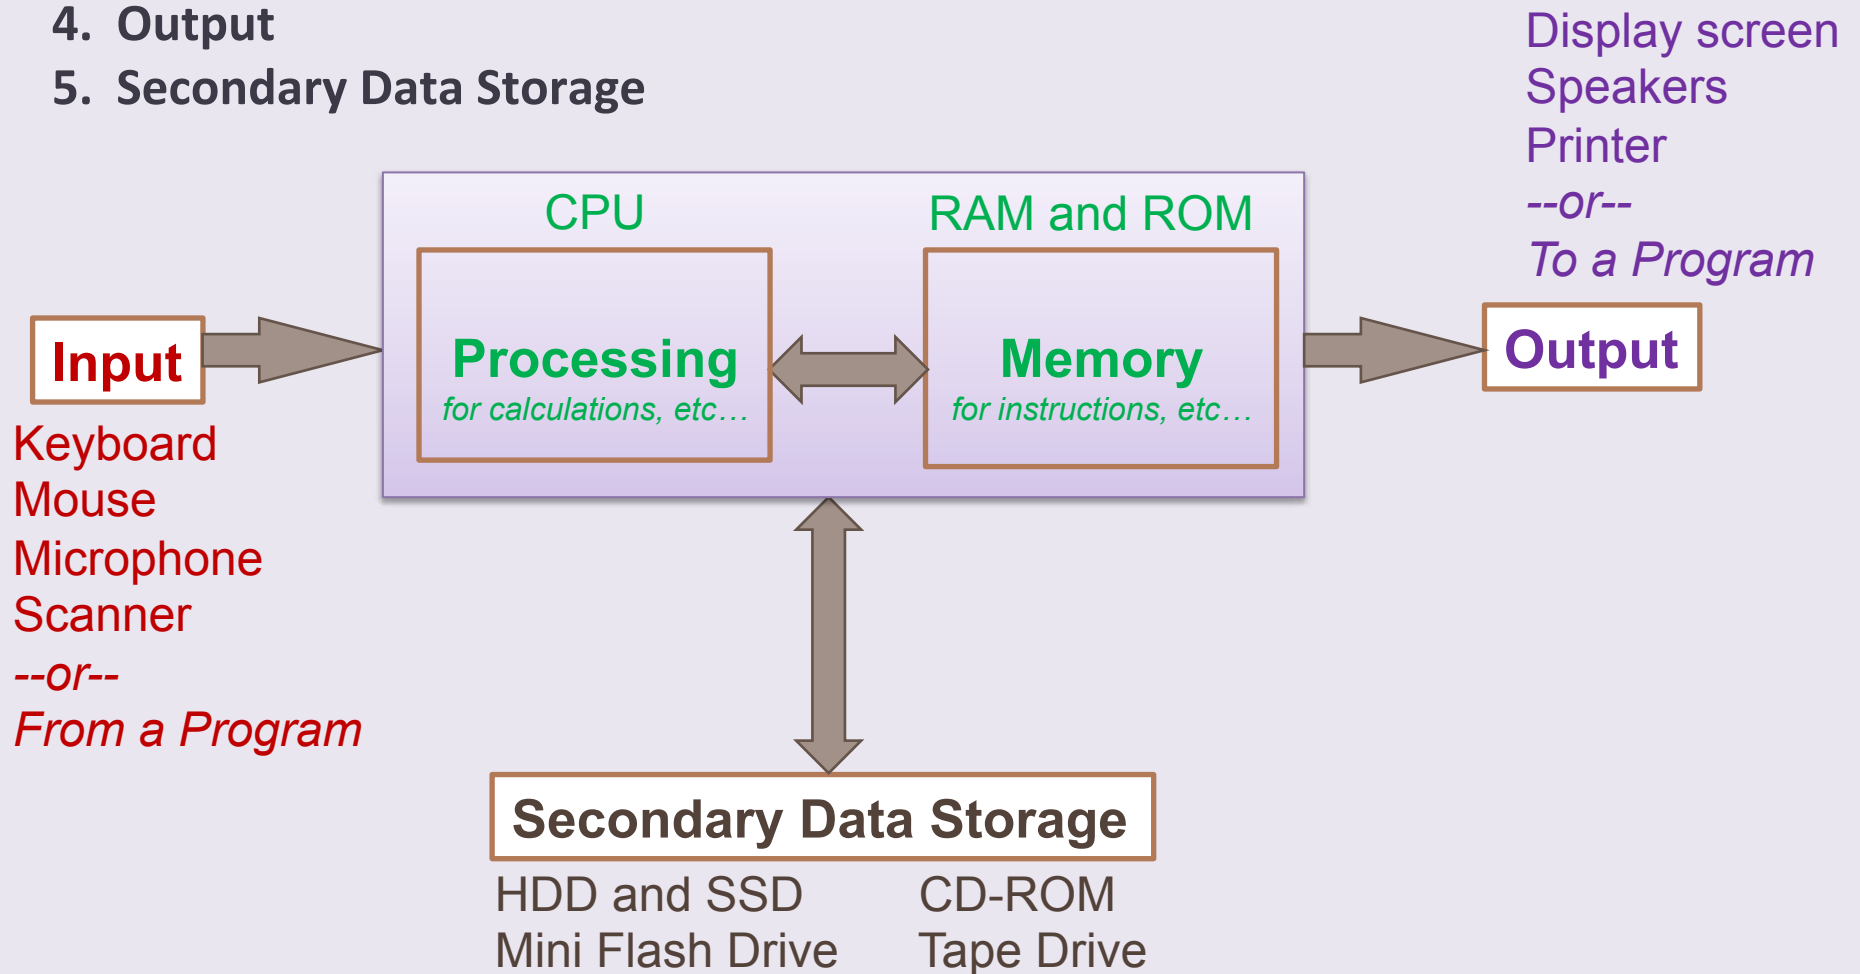 4. Output
5. Secondary Data Storage
Display screen
Speakers
Printer
--or--
To a Program
Output
CPU
Processing
for calculations, etc…
RAM and ROM
Memory
for instructions, etc…
Input
Keyboard
Mouse
Microphone
Scanner
--or--
From a Program
Secondary Data Storage
HDD and SSD CD-ROM
Mini Flash Drive Tape Drive